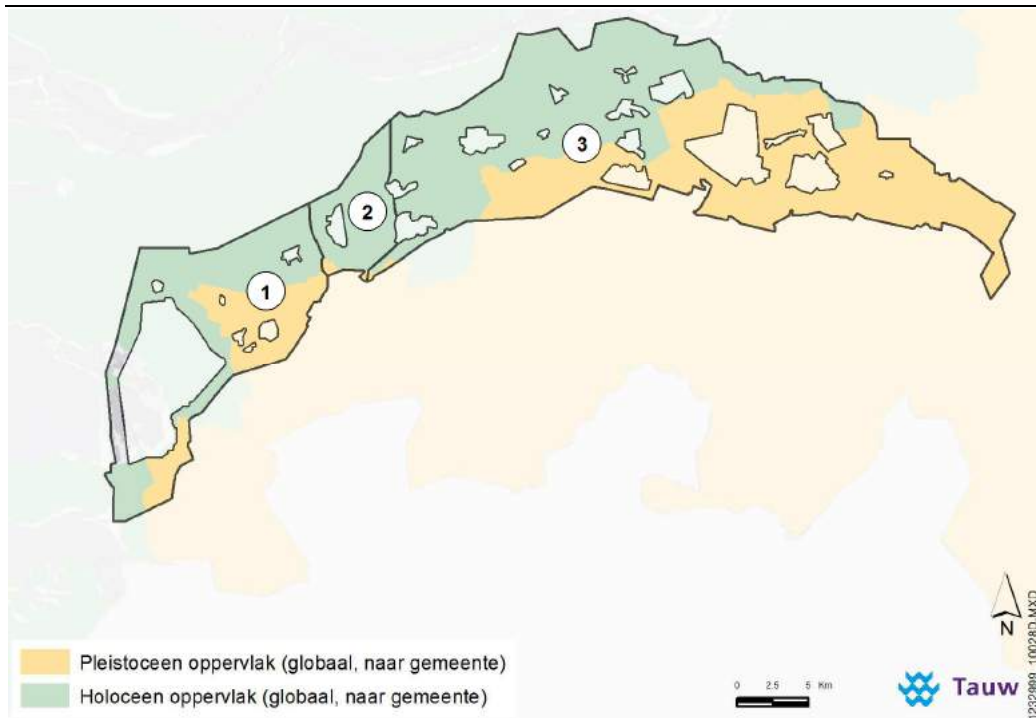 3
2
1
N
Pleistoceen oppervlak (globaal, naar gemeente)
Holoceen oppervlak (globaal, naar gemeente)
0 2.5 5 Km
Tauw